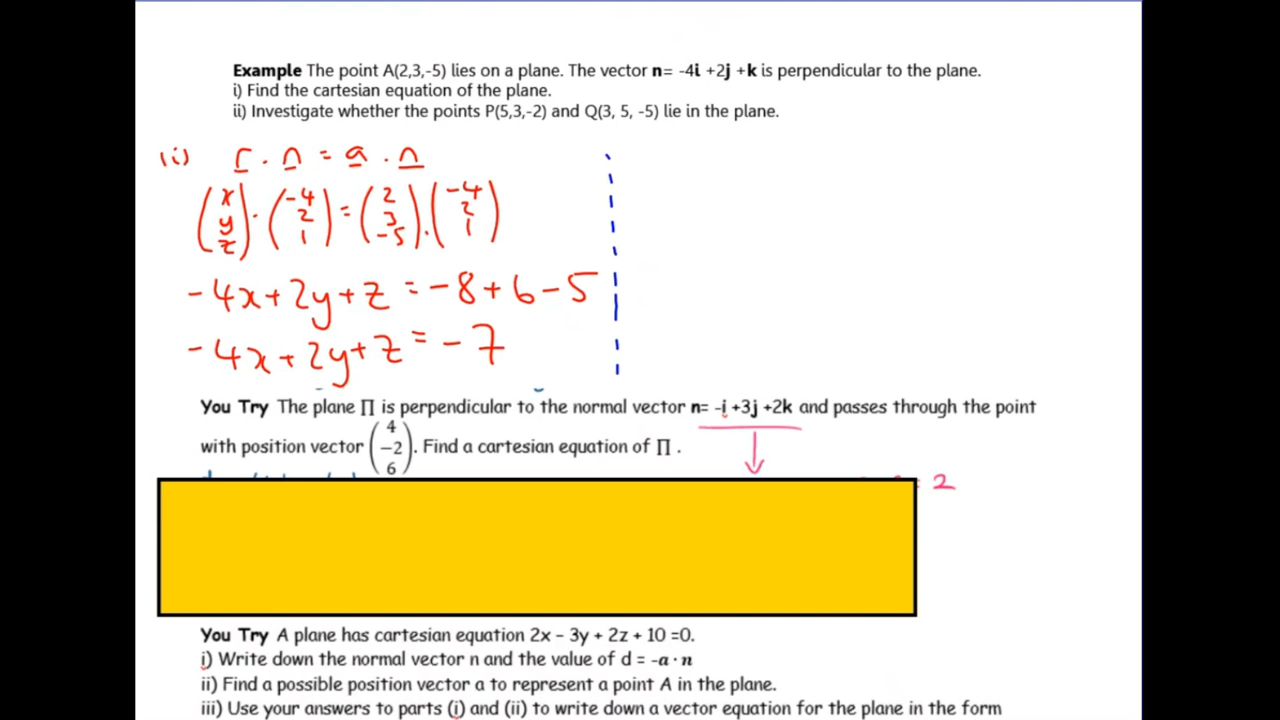 Example The point A(2,3,-5) lies on a plane. The vector n= -4i +2j +k is perpendicular to the plane.
i) Find the cartesian equation of the plane.
ii) Investigate whether the points P(5,3,-2) and Q(3, 5, -5) lie in the plane.
(i) r . n = a . n
(x y z) . (-4 2 1) = (2 3 -5) . (-4 2 1)
-4x+2y+z = -8+6-5
-4x+2y+z = -7
You Try The plane Π is perpendicular to the normal vector n= -i +3j +2k and passes through the point
with position vector (4 −2 6). Find a cartesian equation of Π .
2
You Try A plane has cartesian equation 2x – 3y + 2z + 10 =0.
i) Write down the normal vector n and the value of d = -a · n
ii) Find a possible position vector a to represent a point A in the plane.
iii) Use your answers to parts (i) and (ii) to write down a vector equation for the plane in the form